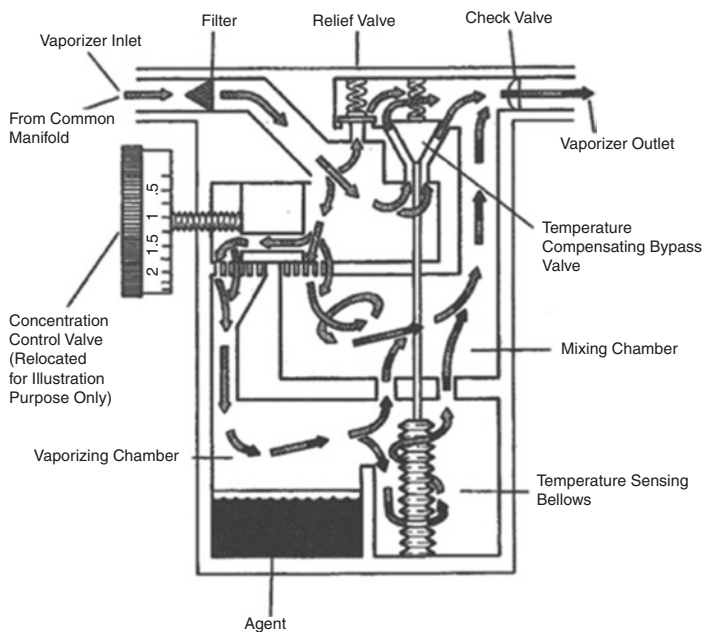 Filter
Relief Valve
Check Valve
Vaporizer Inlet
From Common
Manifold
Vaporizer Outlet
.5
1
1.5
2
Temperature
Compensating Bypass
Valve
Concentration
Control Valve
(Relocated
for Illustration
Purpose Only)
Mixing Chamber
Vaporizing Chamber
Temperature Sensing
Bellows
Agent